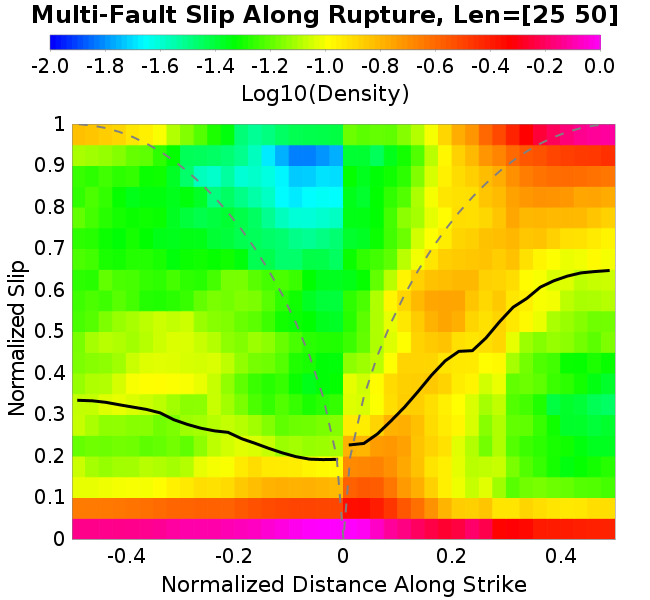 Multi-Fault Slip Along Rupture, Len=[25 50]
-2.0 -1.8 -1.6 -1.4 -1.2 -1.0 -0.8 -0.6 -0.4 -0.2 0.0
Log10(Density)
1
0.9
0.8
0.7
0.6
0.5
0.4
0.3
0.2
0.1
0
Normalized Slip
-0.4 -0.2 0 0.2 0.4
Normalized Distance Along Strike